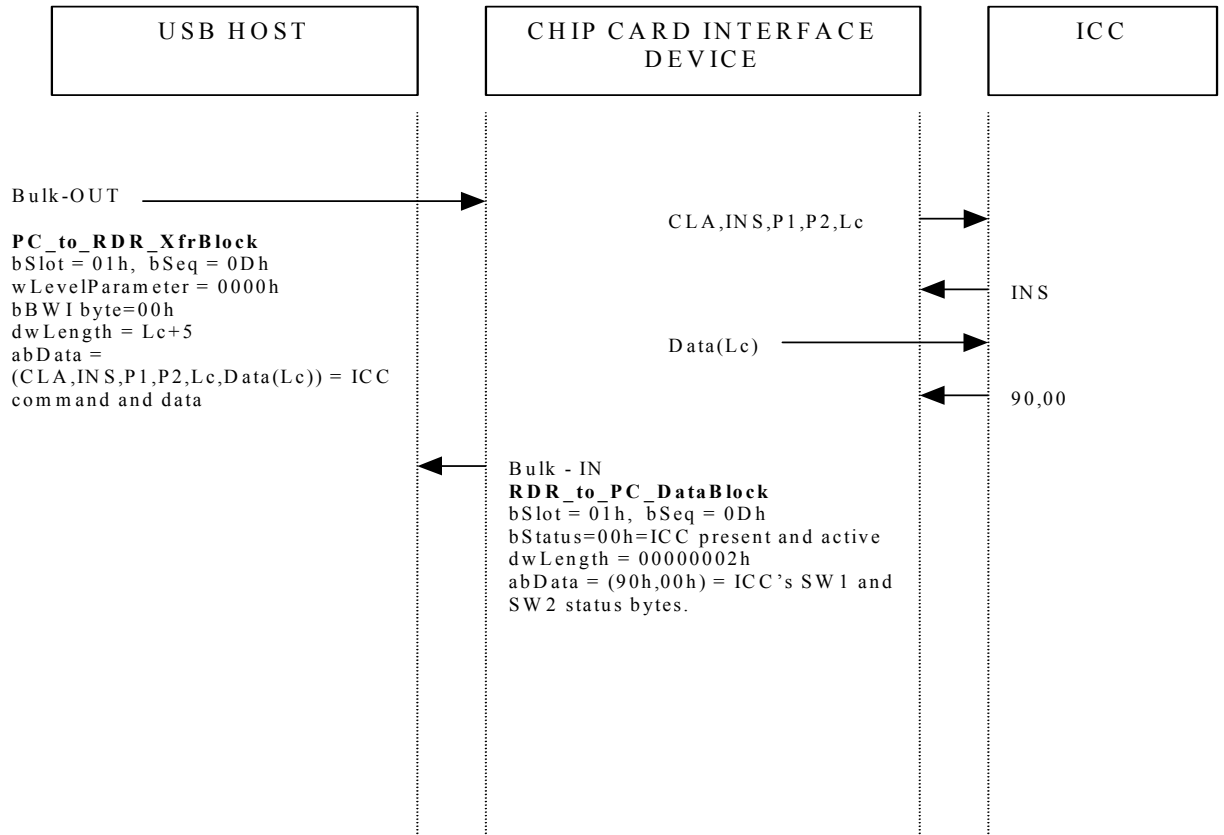 USB HOST
CHIP CARD INTERFACE
DEVICE
ICC
Bulk-OUT
PC_to_RDR_XfrBlock
bSlot = 01h, bSeq = 0Dh
wLevelParameter = 0000h
bBWI byte=00h
dwLength = Lc+5
abData =
(CLA,INS,P1,P2,Lc,Data(Lc)) = ICC
command and data
CLA,INS,P1,P2,Lc
INS
Data(Lc)
90,00
Bulk - IN
RDR_to_PC_DataBlock
bSlot = 01h, bSeq = 0Dh
bStatus=00h=ICC present and active
dwLength = 00000002h
abData = (90h,00h) = ICC’s SW1 and
SW2 status bytes.